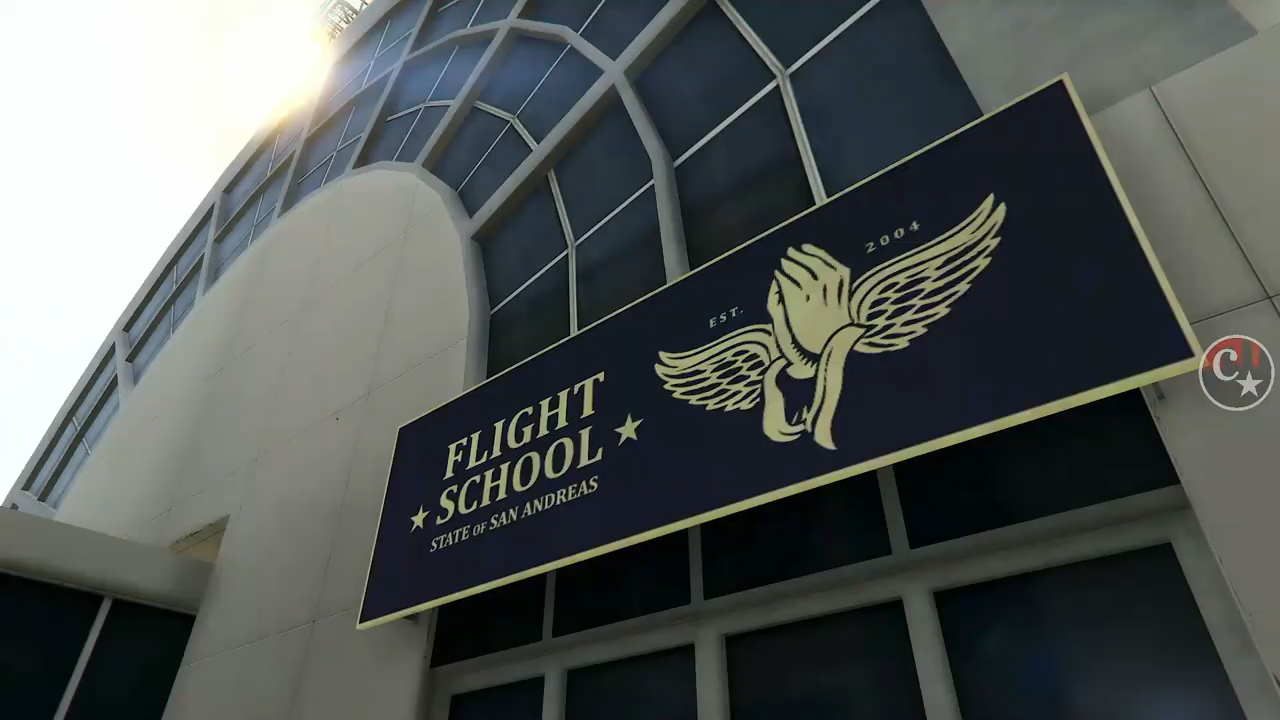 FLIGHT
SCHOOL
STATE OF SAN ANDREAS
EST.
2004
C